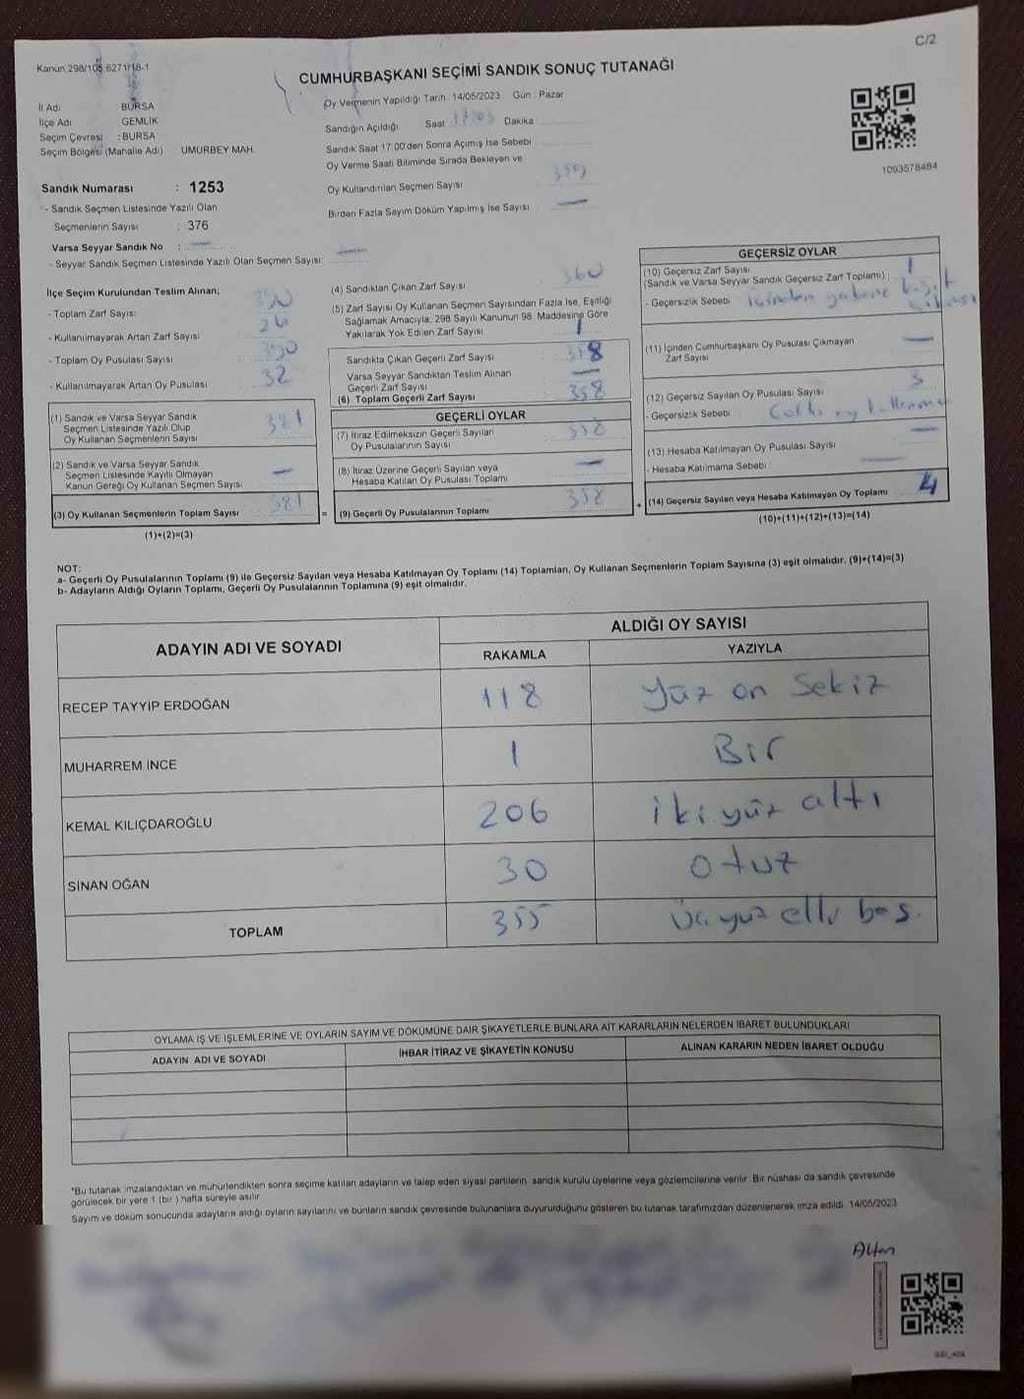 C/2
Kanun 298/105 6271/18-1
CUMHURBAŞKANI SEÇİMİ SANDIK SONUÇ TUTANAĞI
İl Adı BURSA
İlçe Adı GEMLİK
Seçim Çevresi : BURSA
Seçim Bölgesi (Mahalle Adı) UMURBEY MAH.
Oy Vermenin Yapıldığı Tarih : 14/05/2023 Gün : Pazar
Sandığın Açıldığı Saat Dakika
Sandık Saat 17:00'den Sonra Açımış İse Sebebi
Oy Verme Saati Bitiminde Sırada Bekleyen ve
Oy Kullandırılan Seçmen Sayısı
Birden Fazla Sayım Döküm Yapılmış İse Sayısı —
1093578484
Sandık Numarası : 1253
- Sandık Seçmen Listesinde Yazılı Olan
Seçmenlerin Sayısı : 376
Varsa Seyyar Sandık No : —
- Seyyar Sandık Seçmen Listesinde Yazılı Olan Seçmen Sayısı: —
İlçe Seçim Kurulundan Teslim Alınan;
- Toplam Zarf Sayısı
- Kullanılmayarak Artan Zarf Sayısı
- Toplam Oy Pusulası Sayısı
- Kullanılmayarak Artan Oy Pusulası 32
(1) Sandık ve Varsa Seyyar Sandık
Seçmen Listesinde Yazılı Olup
Oy Kullanan Seçmenlerin Sayısı
(2) Sandık ve Varsa Seyyar Sandık
Seçmen Listesinde Kayıtlı Olmayan
Kanun Gereği Oy Kullanan Seçmen Sayısı —
(3) Oy Kullanan Seçmenlerin Toplam Sayısı
(1)+(2)=(3)
(4) Sandıktan Çıkan Zarf Sayısı 360
(5) Zarf Sayısı Oy Kullanan Seçmen Sayısından Fazla İse, Eşitliği
Sağlamak Amacıyla, 298 Sayılı Kanunun 98. Maddesine Göre
Yakılarak Yok Edilen Zarf Sayısı 1
Sandıkta Çıkan Geçerli Zarf Sayısı
Varsa Seyyar Sandıktan Teslim Alınan
Geçerli Zarf Sayısı —
(6) Toplam Geçerli Zarf Sayısı 358
GEÇERLİ OYLAR
(7) İtiraz Edilmeksizin Geçerli Sayılan
Oy Pusulalarının Sayısı
(8) İtiraz Üzerine Geçerli Sayılan veya
Hesaba Katılan Oy Pusulası Toplamı —
= (9) Geçerli Oy Pusulalarının Toplamı 358
GEÇERSİZ OYLAR
(10) Geçersiz Zarf Sayısı 1
(Sandık ve Varsa Seyyar Sandık Geçersiz Zarf Toplamı)
- Geçersizlik Sebebi
(11) İçinden Cumhurbaşkanı Oy Pusulası Çıkmayan
Zarf Sayısı —
(12) Geçersiz Sayılan Oy Pusulası Sayısı 3
- Geçersizlik Sebebi
(13) Hesaba Katılmayan Oy Pusulası Sayısı —
- Hesaba Katılmama Sebebi —
+ (14) Geçersiz Sayılan veya Hesaba Katılmayan Oy Toplamı 4
(10)+(11)+(12)+(13)=(14)
NOT:
a- Geçerli Oy Pusulalarının Toplamı (9) ile Geçersiz Sayılan veya Hesaba Katılmayan Oy Toplamı (14) Toplamları, Oy Kullanan Seçmenlerin Toplam Sayısına (3) eşit olmalıdır. (9)+(14)=(3)
b- Adayların Aldığı Oyların Toplamı, Geçerli Oy Pusulalarının Toplamına (9) eşit olmalıdır.
ADAYIN ADI VE SOYADI
ALDIĞI OY SAYISI
RAKAMLA YAZIYLA
RECEP TAYYİP ERDOĞAN 118 yüz on sekiz
MUHARREM İNCE 1 Bir
KEMAL KILIÇDAROĞLU 206 iki yüz altı
SİNAN OĞAN 30 otuz
TOPLAM 355 Üç yüz elli beş.
OYLAMA İŞ VE İŞLEMLERİNE VE OYLARIN SAYIM VE DÖKÜMÜNE DAİR ŞİKAYETLERLE BUNLARA AİT KARARLARIN NELERDEN İBARET BULUNDUKLARI
ADAYIN ADI VE SOYADI İHBAR İTİRAZ VE ŞİKAYETİN KONUSU ALINAN KARARIN NEDEN İBARET OLDUĞU
*Bu tutanak imzalandıktan ve mühürlendikten sonra seçime katılan adayların ve talep eden siyasi partilerin sandık kurulu üyelerine veya gözlemcilerine verilir. Bir nüshası da sandık çevresinde
görülecek bir yere 1 (bir) hafta süreyle asılır.
Sayım ve döküm sonucunda adayların aldığı oyların sayılarını ve bunların sandık çevresinde bulunanlara duyurulduğunu gösteren bu tutanak tarafımızdan düzenlenerek imza edildi. 14/05/2023